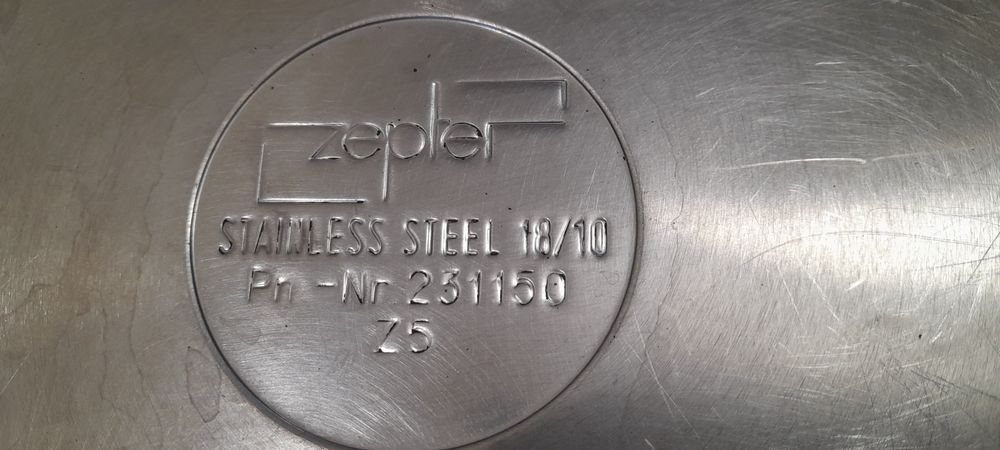 zepter
STAINLESS STEEL 18/10
Pn -Nr 231150
Z5